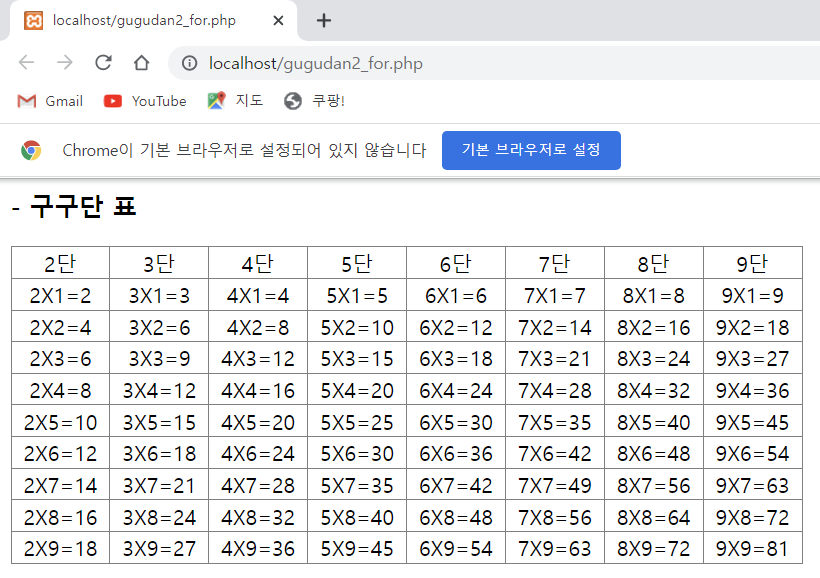 localhost/gugudan2_for.php
localhost/gugudan2_for.php
Gmail YouTube 지도 쿠팡!
Chrome이 기본 브라우저로 설정되어 있지 않습니다 기본 브라우저로 설정
- 구구단 표
2단 3단 4단 5단 6단 7단 8단 9단
2X1=2 3X1=3 4X1=4 5X1=5 6X1=6 7X1=7 8X1=8 9X1=9
2X2=4 3X2=6 4X2=8 5X2=10 6X2=12 7X2=14 8X2=16 9X2=18
2X3=6 3X3=9 4X3=12 5X3=15 6X3=18 7X3=21 8X3=24 9X3=27
2X4=8 3X4=12 4X4=16 5X4=20 6X4=24 7X4=28 8X4=32 9X4=36
2X5=10 3X5=15 4X5=20 5X5=25 6X5=30 7X5=35 8X5=40 9X5=45
2X6=12 3X6=18 4X6=24 5X6=30 6X6=36 7X6=42 8X6=48 9X6=54
2X7=14 3X7=21 4X7=28 5X7=35 6X7=42 7X7=49 8X7=56 9X7=63
2X8=16 3X8=24 4X8=32 5X8=40 6X8=48 7X8=56 8X8=64 9X8=72
2X9=18 3X9=27 4X9=36 5X9=45 6X9=54 7X9=63 8X9=72 9X9=81